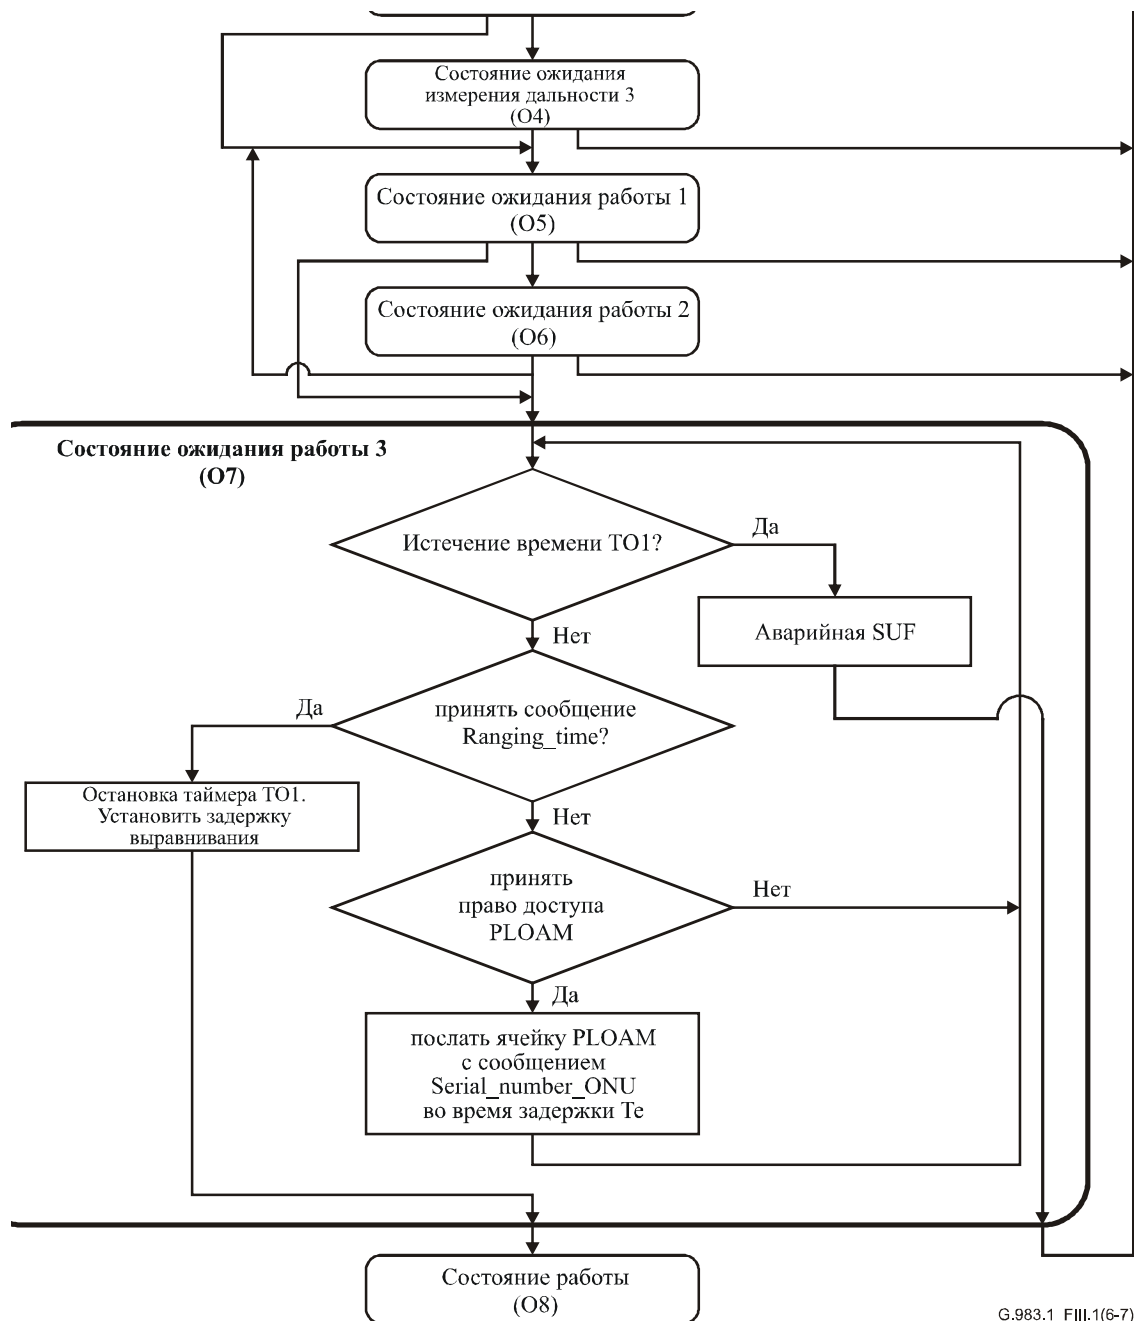 Состояние ожидания
измерения дальности 3
(O4)
Состояние ожидания работы 1
(O5)
Состояние ожидания работы 2
(O6)
Состояние ожидания работы 3
(O7)
Истечение времени TO1?
Да
Аварийная SUF
Нет
принять сообщение
Ranging_time?
Да
Остановка таймера TO1.
Установить задержку
выравнивания
Нет
принять
право доступа
PLOAM
Нет
Да
послать ячейку PLOAM
с сообщением
Serial_number_ONU
во время задержки Te
Состояние работы
(O8)
G.983.1_FIII.1(6-7)